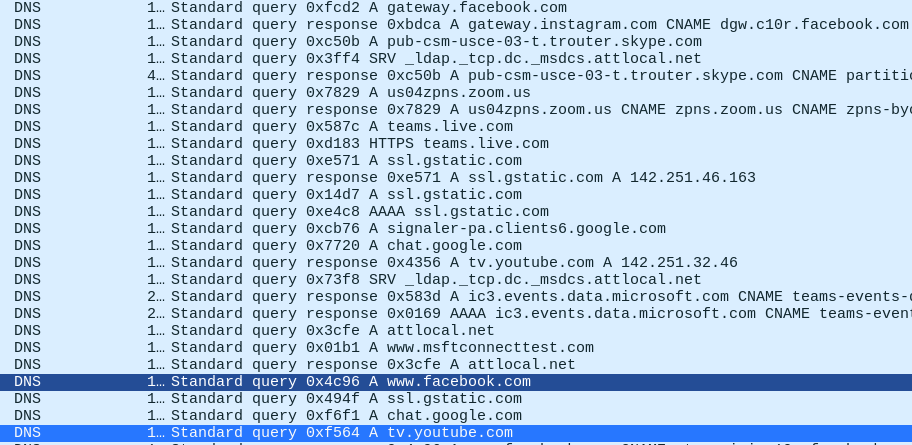 DNS 1… Standard query 0xfcd2 A gateway.facebook.com
DNS 1… Standard query response 0xbdca A gateway.instagram.com CNAME dgw.c10r.facebook.com
DNS 1… Standard query 0xc50b A pub-csm-usce-03-t.trouter.skype.com
DNS 1… Standard query 0x3ff4 SRV _ldap._tcp.dc._msdcs.attlocal.net
DNS 4… Standard query response 0xc50b A pub-csm-usce-03-t.trouter.skype.com CNAME partitio
DNS 1… Standard query 0x7829 A us04zpns.zoom.us
DNS 1… Standard query response 0x7829 A us04zpns.zoom.us CNAME zpns.zoom.us CNAME zpns-byo
DNS 1… Standard query 0x587c A teams.live.com
DNS 1… Standard query 0xd183 HTTPS teams.live.com
DNS 1… Standard query 0xe571 A ssl.gstatic.com
DNS 1… Standard query response 0xe571 A ssl.gstatic.com A 142.251.46.163
DNS 1… Standard query 0x14d7 A ssl.gstatic.com
DNS 1… Standard query 0xe4c8 AAAA ssl.gstatic.com
DNS 1… Standard query 0xcb76 A signaler-pa.clients6.google.com
DNS 1… Standard query 0x7720 A chat.google.com
DNS 1… Standard query response 0x4356 A tv.youtube.com A 142.251.32.46
DNS 1… Standard query 0x73f8 SRV _ldap._tcp.dc._msdcs.attlocal.net
DNS 2… Standard query response 0x583d A ic3.events.data.microsoft.com CNAME teams-events-
DNS 2… Standard query response 0x0169 AAAA ic3.events.data.microsoft.com CNAME teams-event
DNS 1… Standard query 0x3cfe A attlocal.net
DNS 1… Standard query 0x01b1 A www.msftconnecttest.com
DNS 1… Standard query response 0x3cfe A attlocal.net
DNS 1… Standard query 0x4c96 A www.facebook.com
DNS 1… Standard query 0x494f A ssl.gstatic.com
DNS 1… Standard query 0xf6f1 A chat.google.com
DNS 1… Standard query 0xf564 A tv.youtube.com